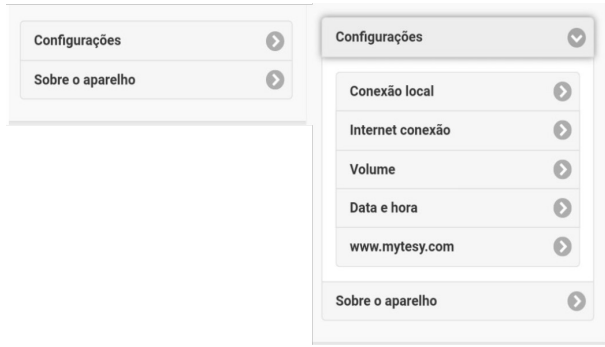 Configurações
Sobre o aparelho
Configurações
Conexão local
Internet conexão
Volume
Data e hora
www.mytesy.com
Sobre o aparelho